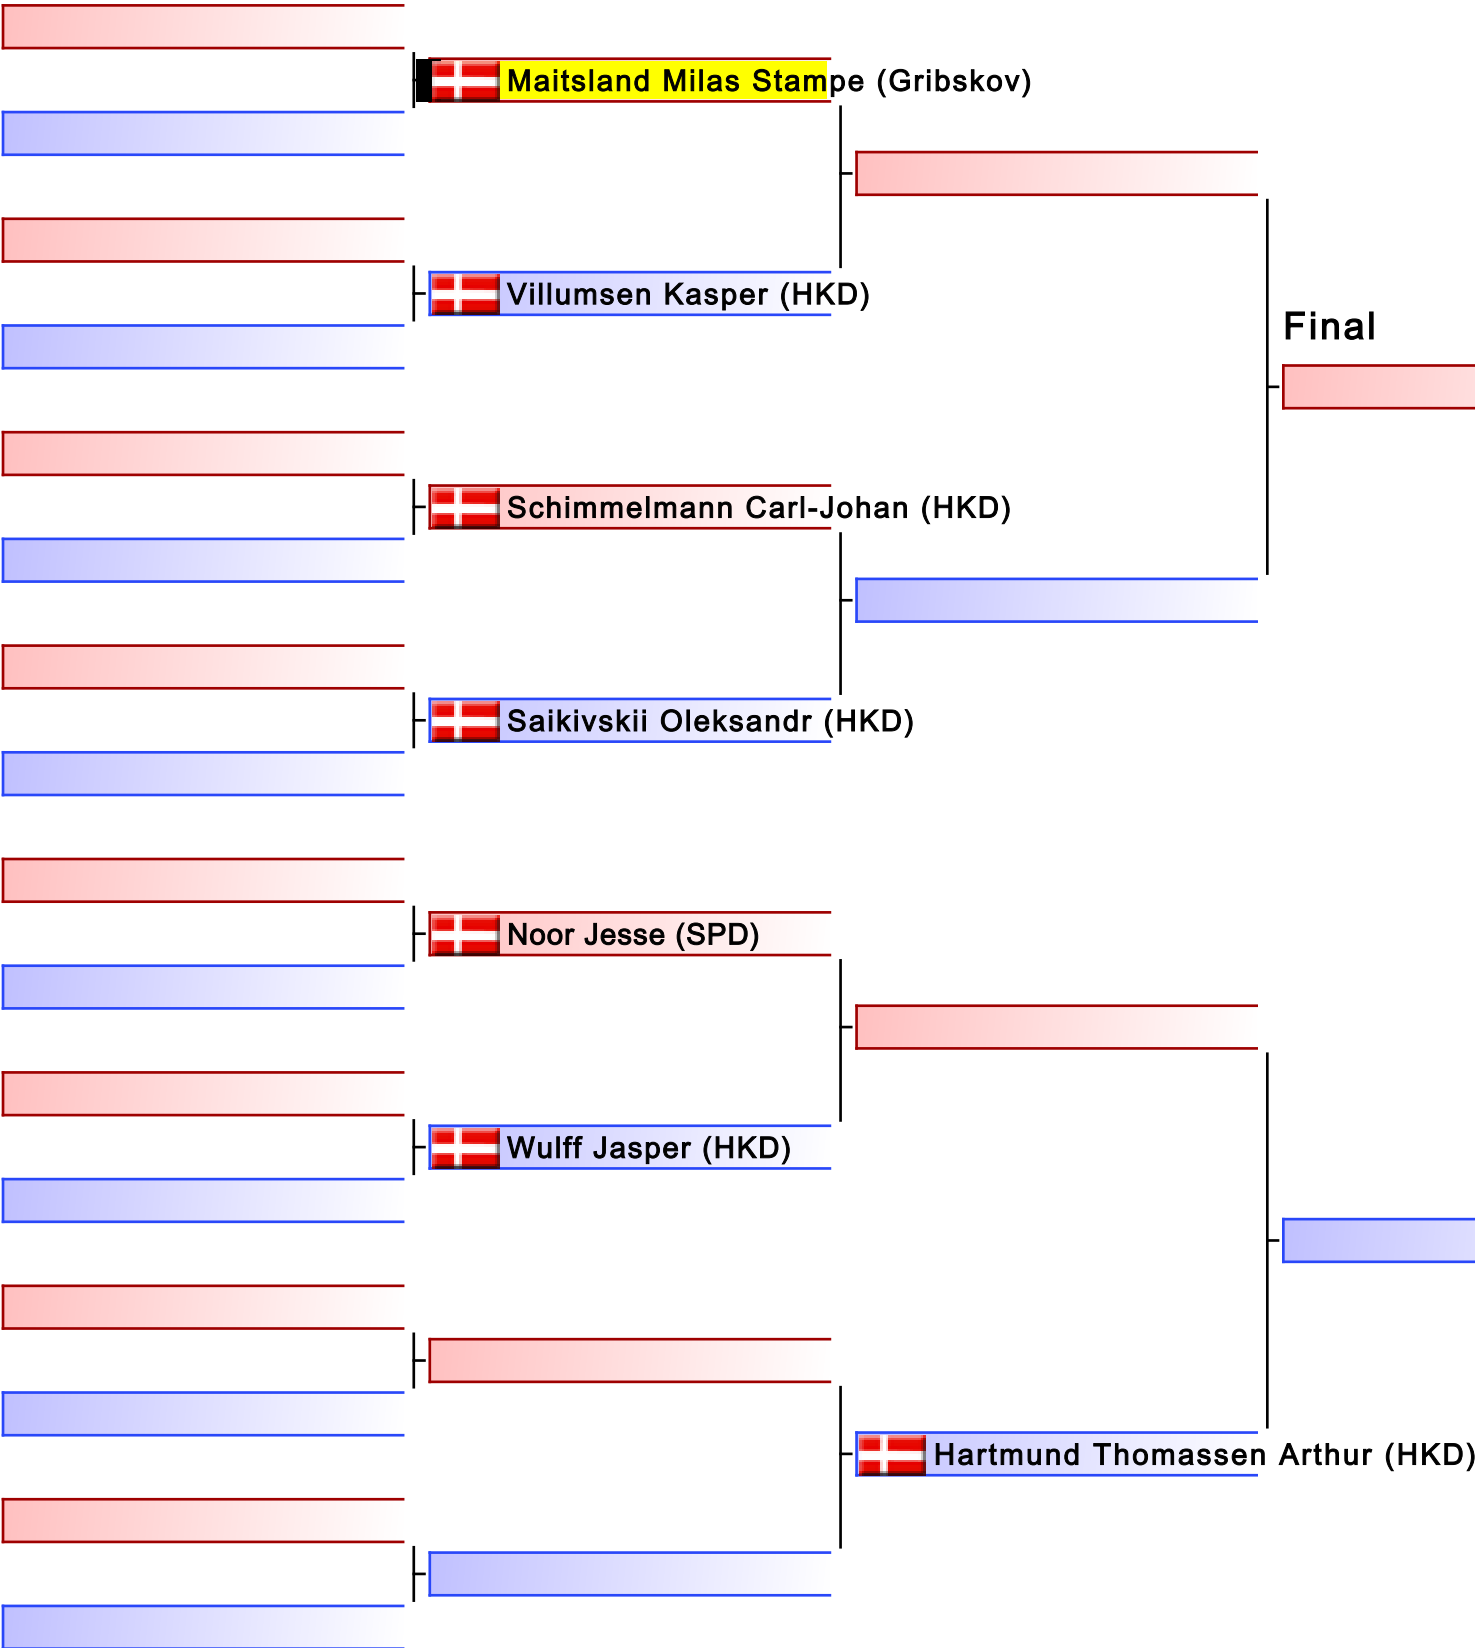 Maitsland Milas Stampe (Gribskov)
Villumsen Kasper (HKD)
Final
Schimmelmann Carl-Johan (HKD)
Saikivskii Oleksandr (HKD)
Noor Jesse (SPD)
Wulff Jasper (HKD)
Hartmund Thomassen Arthur (HKD)